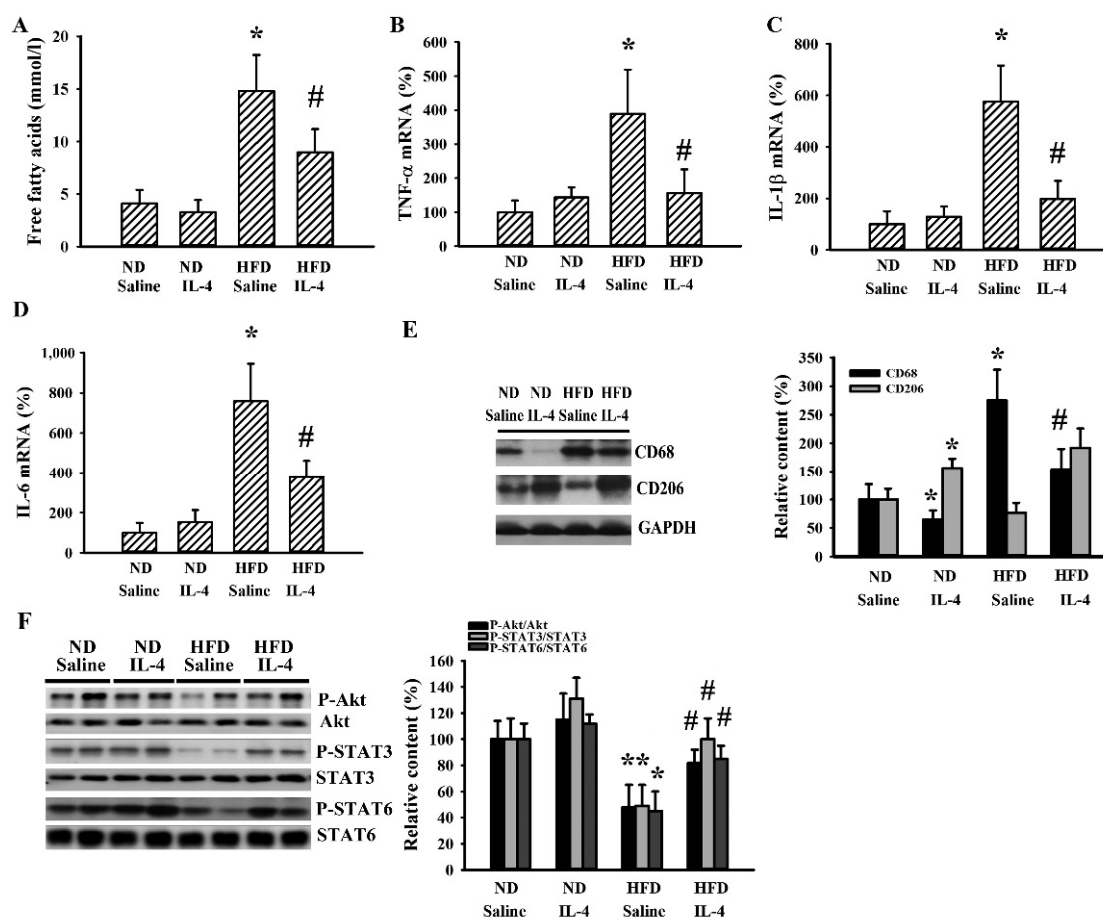 A
Free fatty acids (mmol/l)
20
15
10
5
0
*
#
ND ND HFD HFD
Saline IL-4 Saline IL-4
B
TNF-α mRNA (%)
600
500
400
300
200
100
0
*
#
ND ND HFD HFD
Saline IL-4 Saline IL-4
C
IL-1β mRNA (%)
800
600
400
200
0
*
#
ND ND HFD HFD
Saline IL-4 Saline IL-4
D
IL-6 mRNA (%)
1,000
800
600
400
200
0
*
#
ND ND HFD HFD
Saline IL-4 Saline IL-4
E
ND ND HFD HFD
Saline IL-4 Saline IL-4
CD68
CD206
GAPDH
Relative content (%)
350
300
250
200
150
100
50
0
CD68
CD206
*
*
*
#
ND ND HFD HFD
Saline IL-4 Saline IL-4
F
ND ND HFD HFD
Saline IL-4 Saline IL-4
P-Akt
Akt
P-STAT3
STAT3
P-STAT6
STAT6
P-Akt/Akt
P-STAT3/STAT3
P-STAT6/STAT6
Relative content (%)
160
140
120
100
80
60
40
20
0
**
*
#
#
#
ND ND HFD HFD
Saline IL-4 Saline IL-4